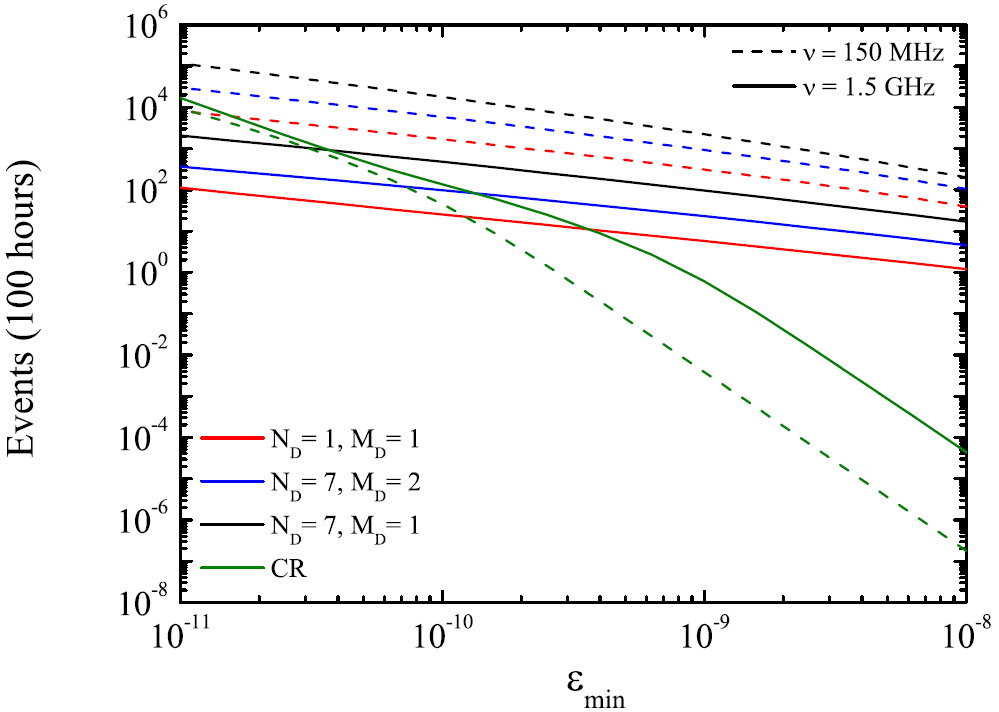 10^6
10^4
10^2
10^0
10^-2
10^-4
10^-6
10^-8
Events (100 hours)
ν = 150 MHz
ν = 1.5 GHz
N_D= 1, M_D= 1
N_D= 7, M_D= 2
N_D= 7, M_D= 1
CR
10^-11
10^-10
10^-9
10^-8
ε_min